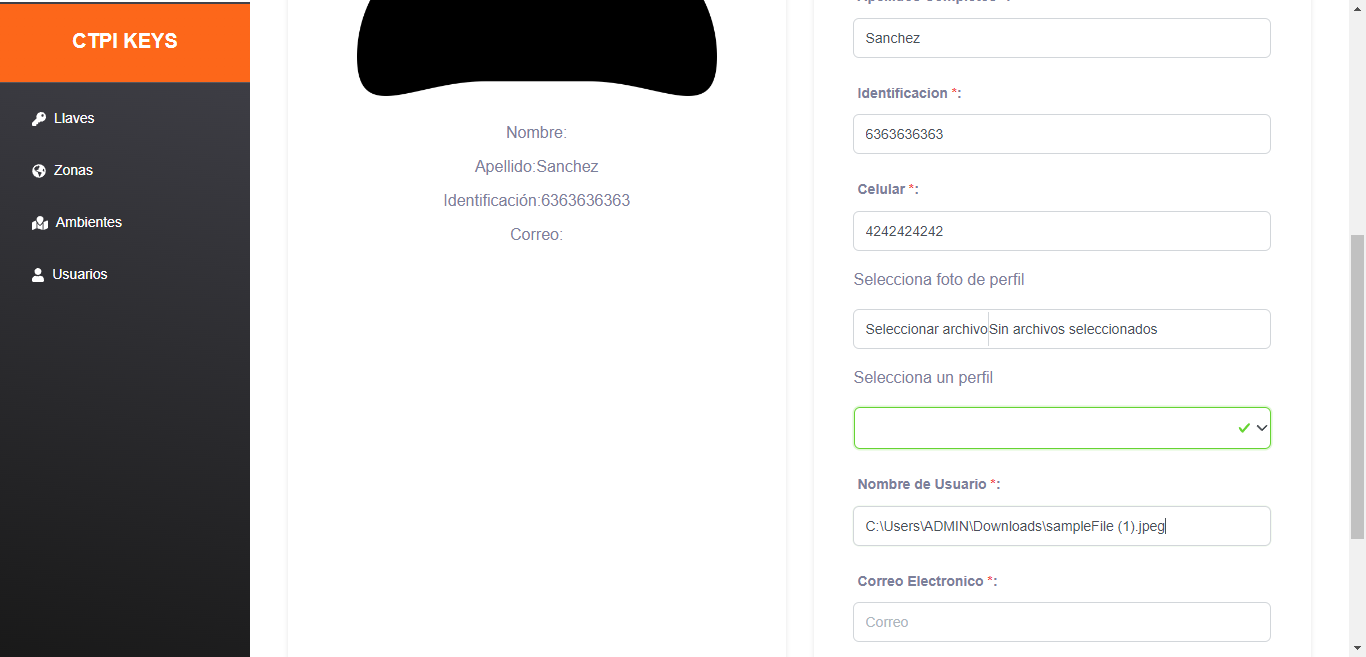 CTPI KEYS
Llaves
Zonas
Ambientes
Usuarios
Nombre:
Apellido:Sanchez
Identificación:6363636363
Correo:
Sanchez
Identificacion *:
6363636363
Celular *:
4242424242
Selecciona foto de perfil
Seleccionar archivo Sin archivos seleccionados
Selecciona un perfil
Nombre de Usuario *:
C:\Users\ADMIN\Downloads\sampleFile (1).jpeg
Correo Electronico *:
Correo